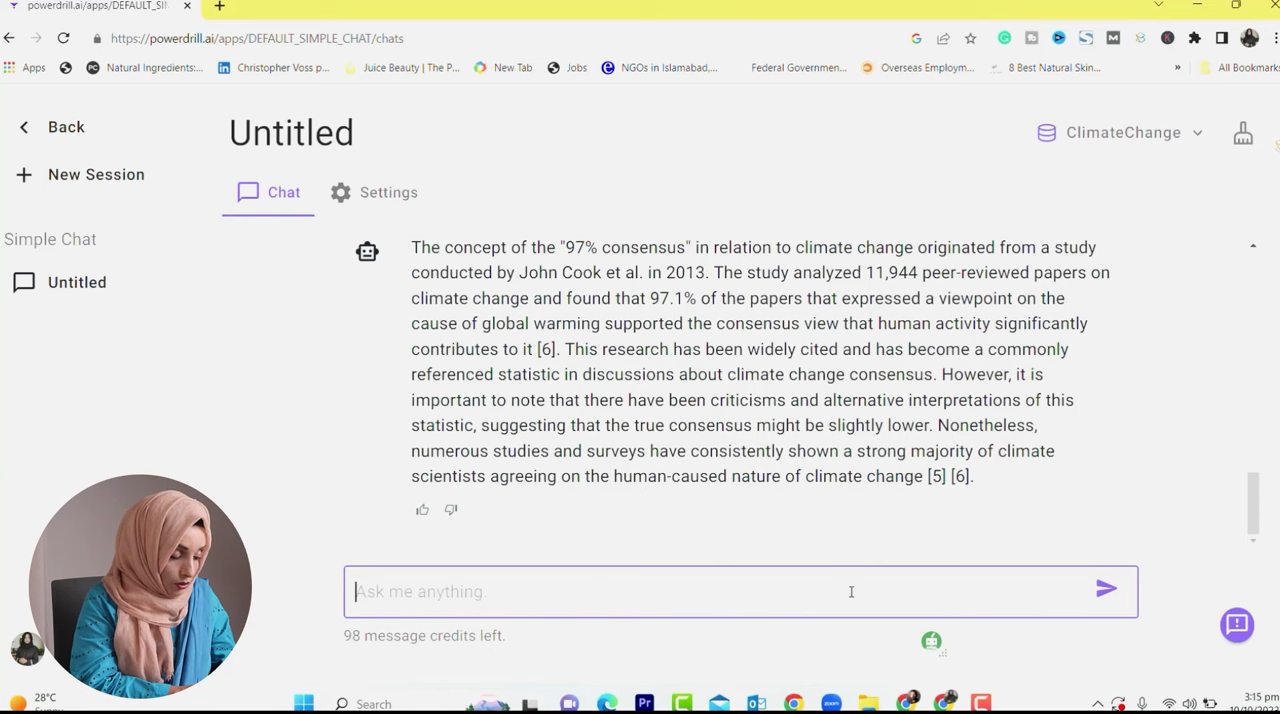 powerdrill.ai/apps/DEFAULT_SI
https://powerdrill.ai/apps/DEFAULT_SIMPLE_CHAT/chats
Apps Natural Ingredients:... Christopher Voss p... Juice Beauty | The P... New Tab Jobs NGOs in Islamabad,... Federal Governmen... Overseas Employm... 8 Best Natural Skin... » All Bookmarks
Back
Untitled
ClimateChange
New Session
Chat Settings
Simple Chat
Untitled
The concept of the "97% consensus" in relation to climate change originated from a study
conducted by John Cook et al. in 2013. The study analyzed 11,944 peer-reviewed papers on
climate change and found that 97.1% of the papers that expressed a viewpoint on the
cause of global warming supported the consensus view that human activity significantly
contributes to it [6]. This research has been widely cited and has become a commonly
referenced statistic in discussions about climate change consensus. However, it is
important to note that there have been criticisms and alternative interpretations of this
statistic, suggesting that the true consensus might be slightly lower. Nonetheless,
numerous studies and surveys have consistently shown a strong majority of climate
scientists agreeing on the human-caused nature of climate change [5] [6].
Ask me anything.
98 message credits left.
28°C
Search
Pr
zoom
3:15 pm